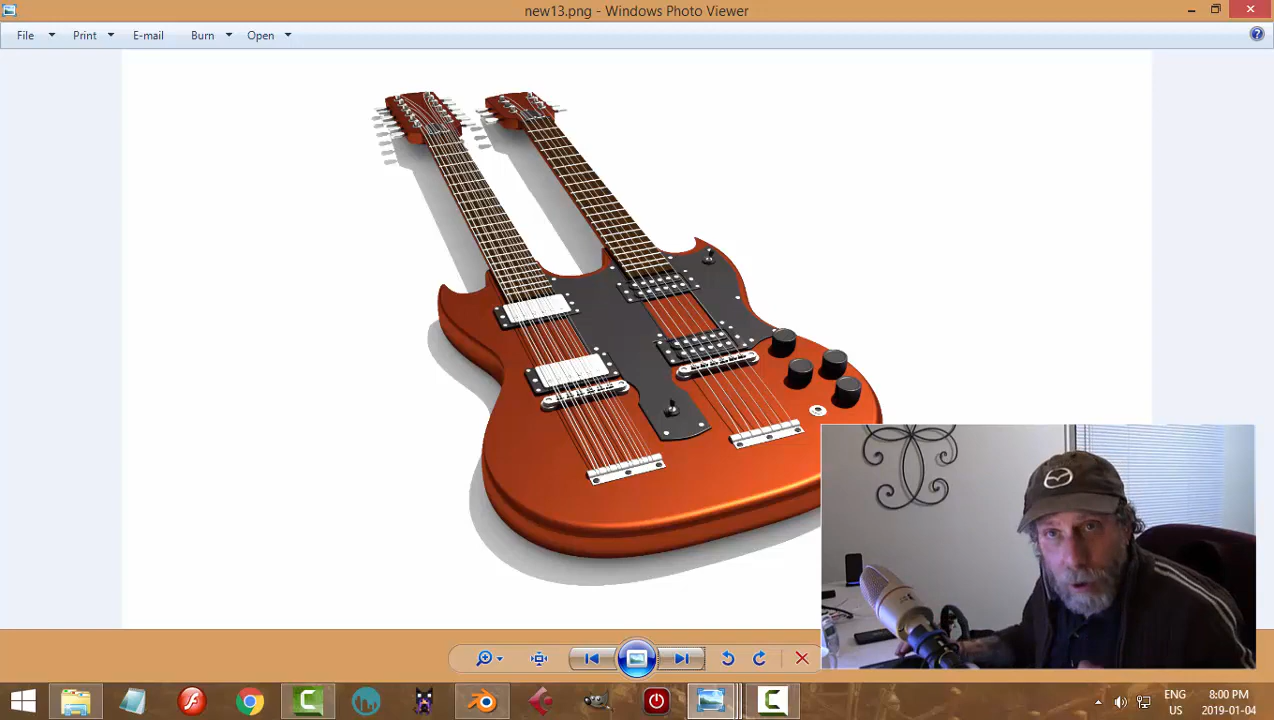 new13.png - Windows Photo Viewer
File Print E-mail Burn Open
ENG 8:00 PM
US 2019-01-04